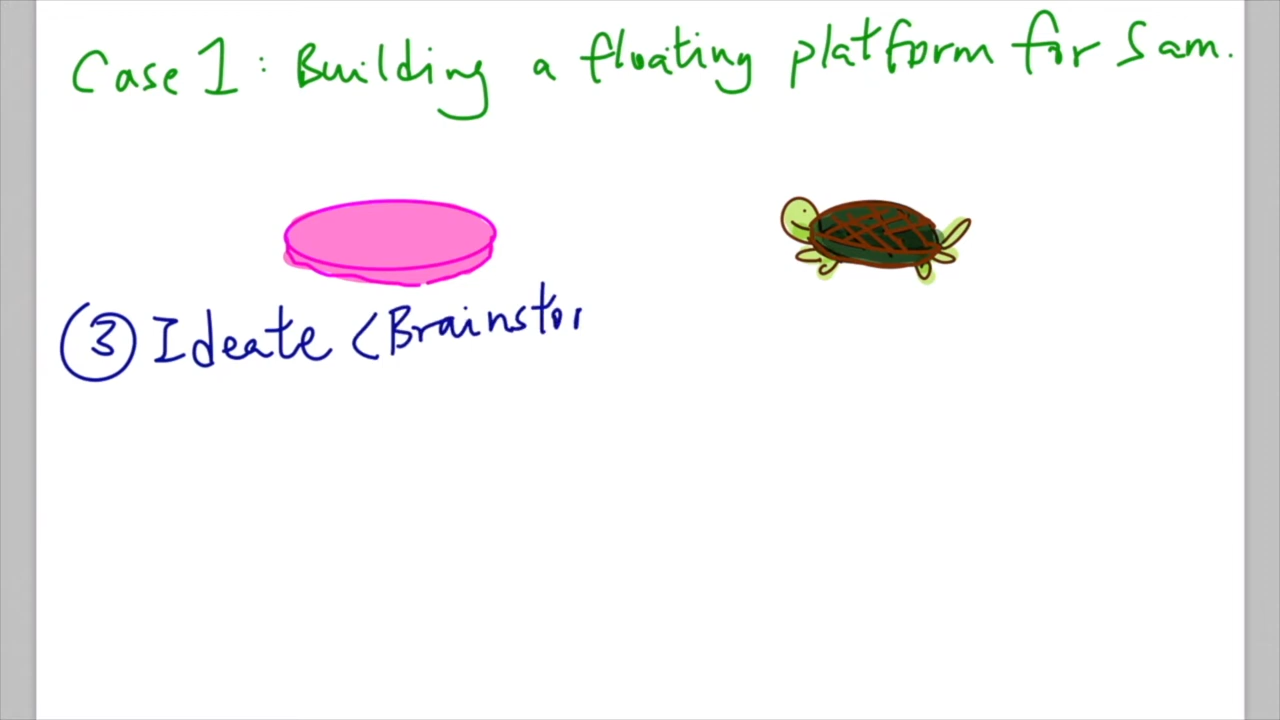 Case 1: Building a floating platform for Sam.
③ Ideate (Brainstor